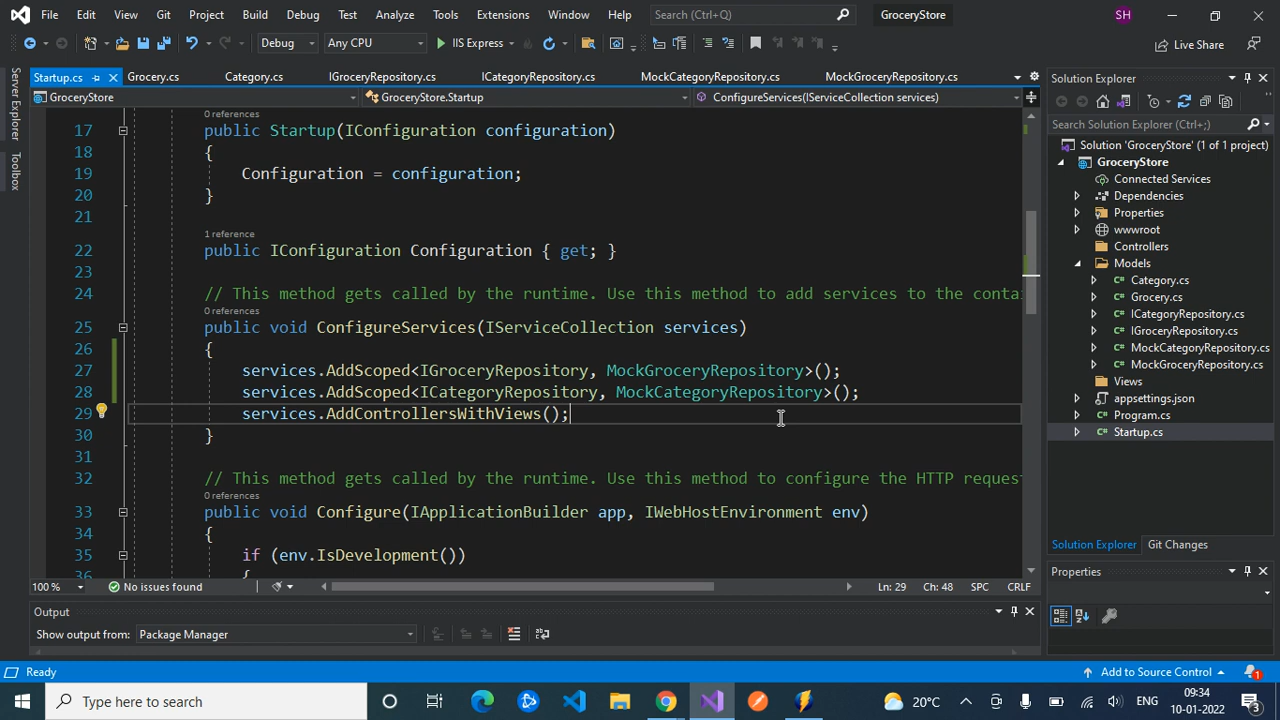 File Edit View Git Project Build Debug Test Analyze Tools Extensions Window Help Search (Ctrl+Q) GroceryStore SH
Debug Any CPU IIS Express Live Share
Server Explorer
Toolbox
Startup.cs Grocery.cs Category.cs IGroceryRepository.cs ICategoryRepository.cs MockCategoryRepository.cs MockGroceryRepository.cs
GroceryStore GroceryStore.Startup ConfigureServices(IServiceCollection services)
0 references
17 public Startup(IConfiguration configuration)
18 {
19 Configuration = configuration;
20 }
21
1 reference
22 public IConfiguration Configuration { get; }
23
24 // This method gets called by the runtime. Use this method to add services to the conta
0 references
25 public void ConfigureServices(IServiceCollection services)
26 {
27 services.AddScoped<IGroceryRepository, MockGroceryRepository>();
28 services.AddScoped<ICategoryRepository, MockCategoryRepository>();
29 services.AddControllersWithViews();
30 }
31
32 // This method gets called by the runtime. Use this method to configure the HTTP reques
0 references
33 public void Configure(IApplicationBuilder app, IWebHostEnvironment env)
34 {
35 if (env.IsDevelopment())
36 {
100 % No issues found Ln: 29 Ch: 48 SPC CRLF
Output
Show output from: Package Manager
Solution Explorer
Search Solution Explorer (Ctrl+;)
Solution 'GroceryStore' (1 of 1 project)
GroceryStore
Connected Services
Dependencies
Properties
wwwroot
Controllers
Models
C# Category.cs
C# Grocery.cs
C# ICategoryRepository.cs
C# IGroceryRepository.cs
C# MockCategoryRepository.cs
C# MockGroceryRepository.cs
Views
appsettings.json
C# Program.cs
C# Startup.cs
Solution Explorer Git Changes
Properties
Ready Add to Source Control 1
Type here to search 20°C ENG 09:34
10-01-2022 3